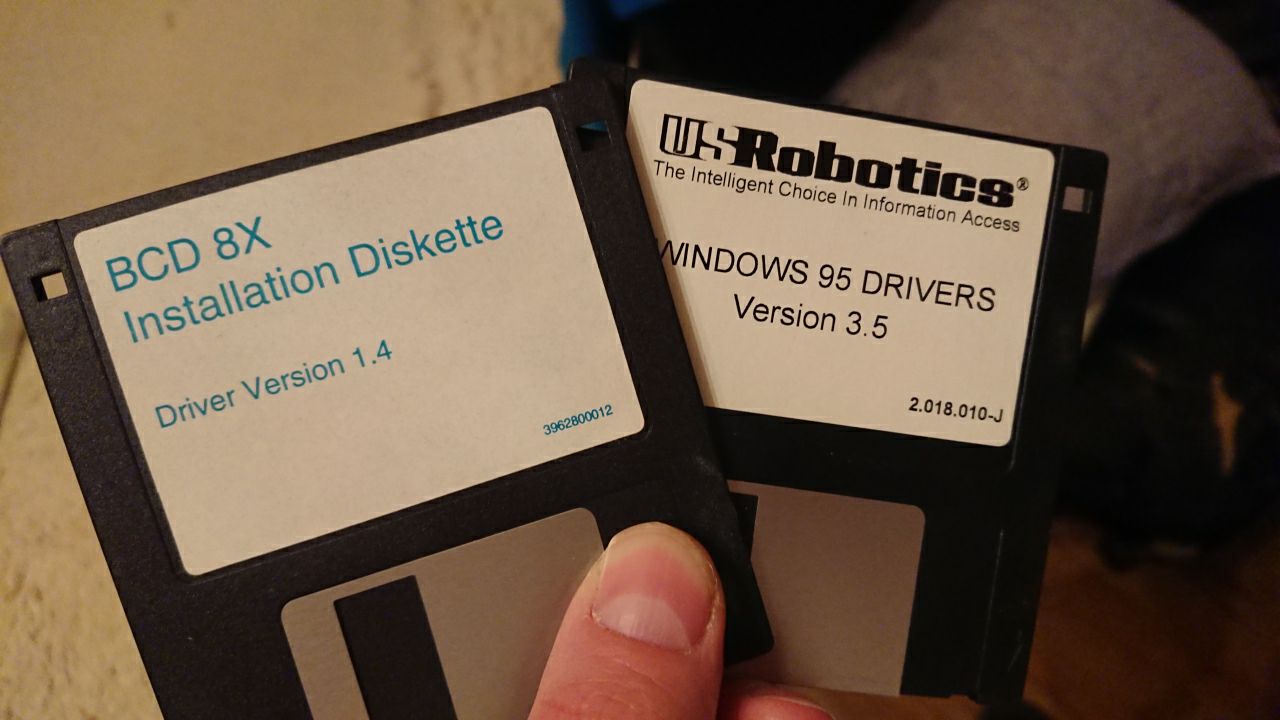 BCD 8X
Installation Diskette
Driver Version 1.4
3962800012
USRobotics®
The Intelligent Choice In Information Access
WINDOWS 95 DRIVERS
Version 3.5
2.018.010-J